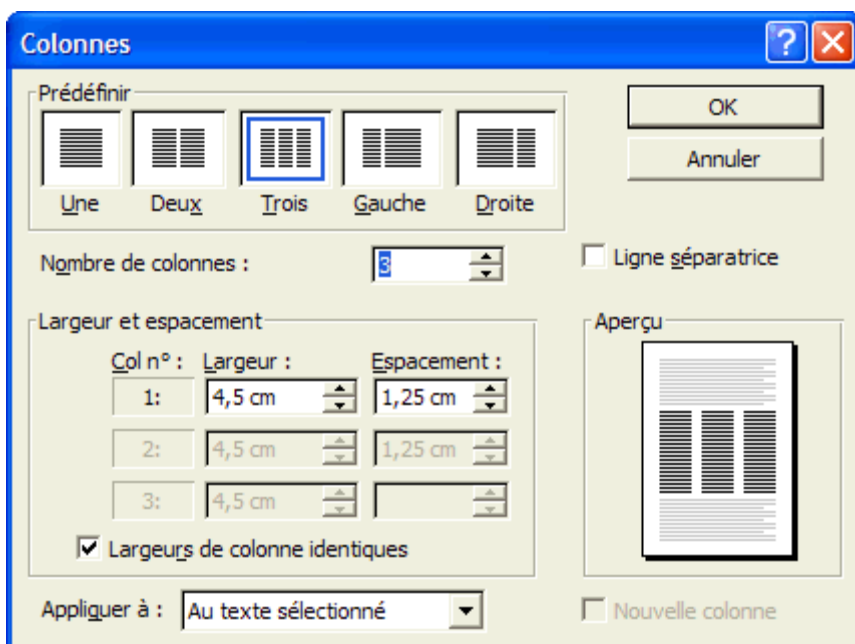 Colonnes
Prédéfinir
Une Deux Trois Gauche Droite
OK
Annuler
Nombre de colonnes : 3
Ligne séparatrice
Largeur et espacement
Col n° : Largeur : Espacement :
1: 4,5 cm 1,25 cm
2: 4,5 cm 1,25 cm
3: 4,5 cm
Largeurs de colonne identiques
Aperçu
Appliquer à : Au texte sélectionné
Nouvelle colonne